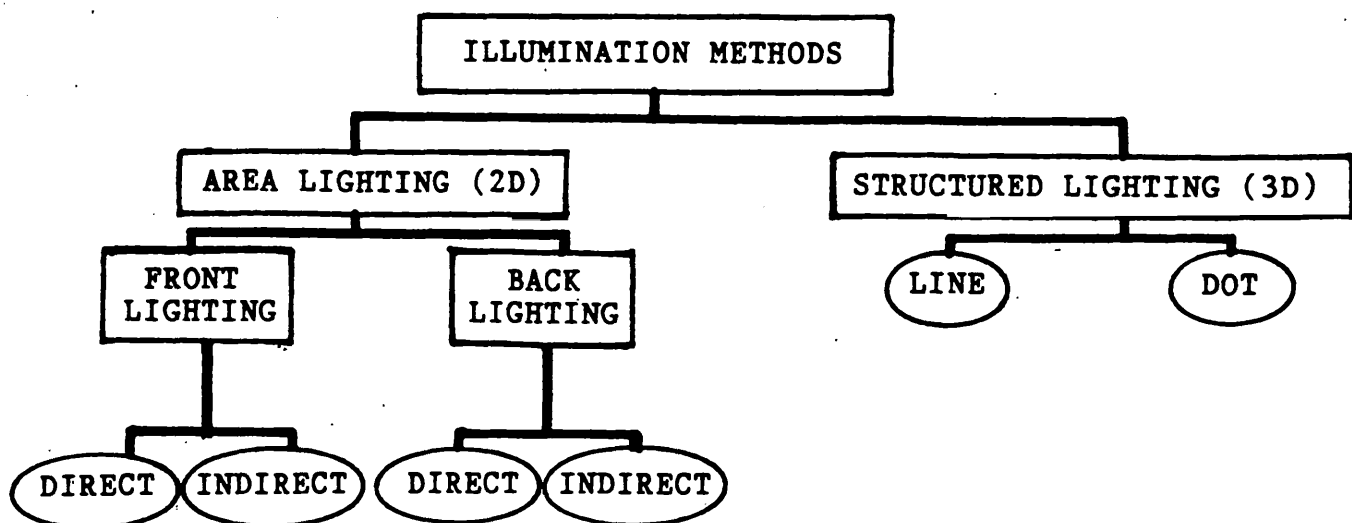 ILLUMINATION METHODS
AREA LIGHTING (2D)
STRUCTURED LIGHTING (3D)
FRONT
LIGHTING
BACK
LIGHTING
LINE
DOT
DIRECT
INDIRECT
DIRECT
INDIRECT